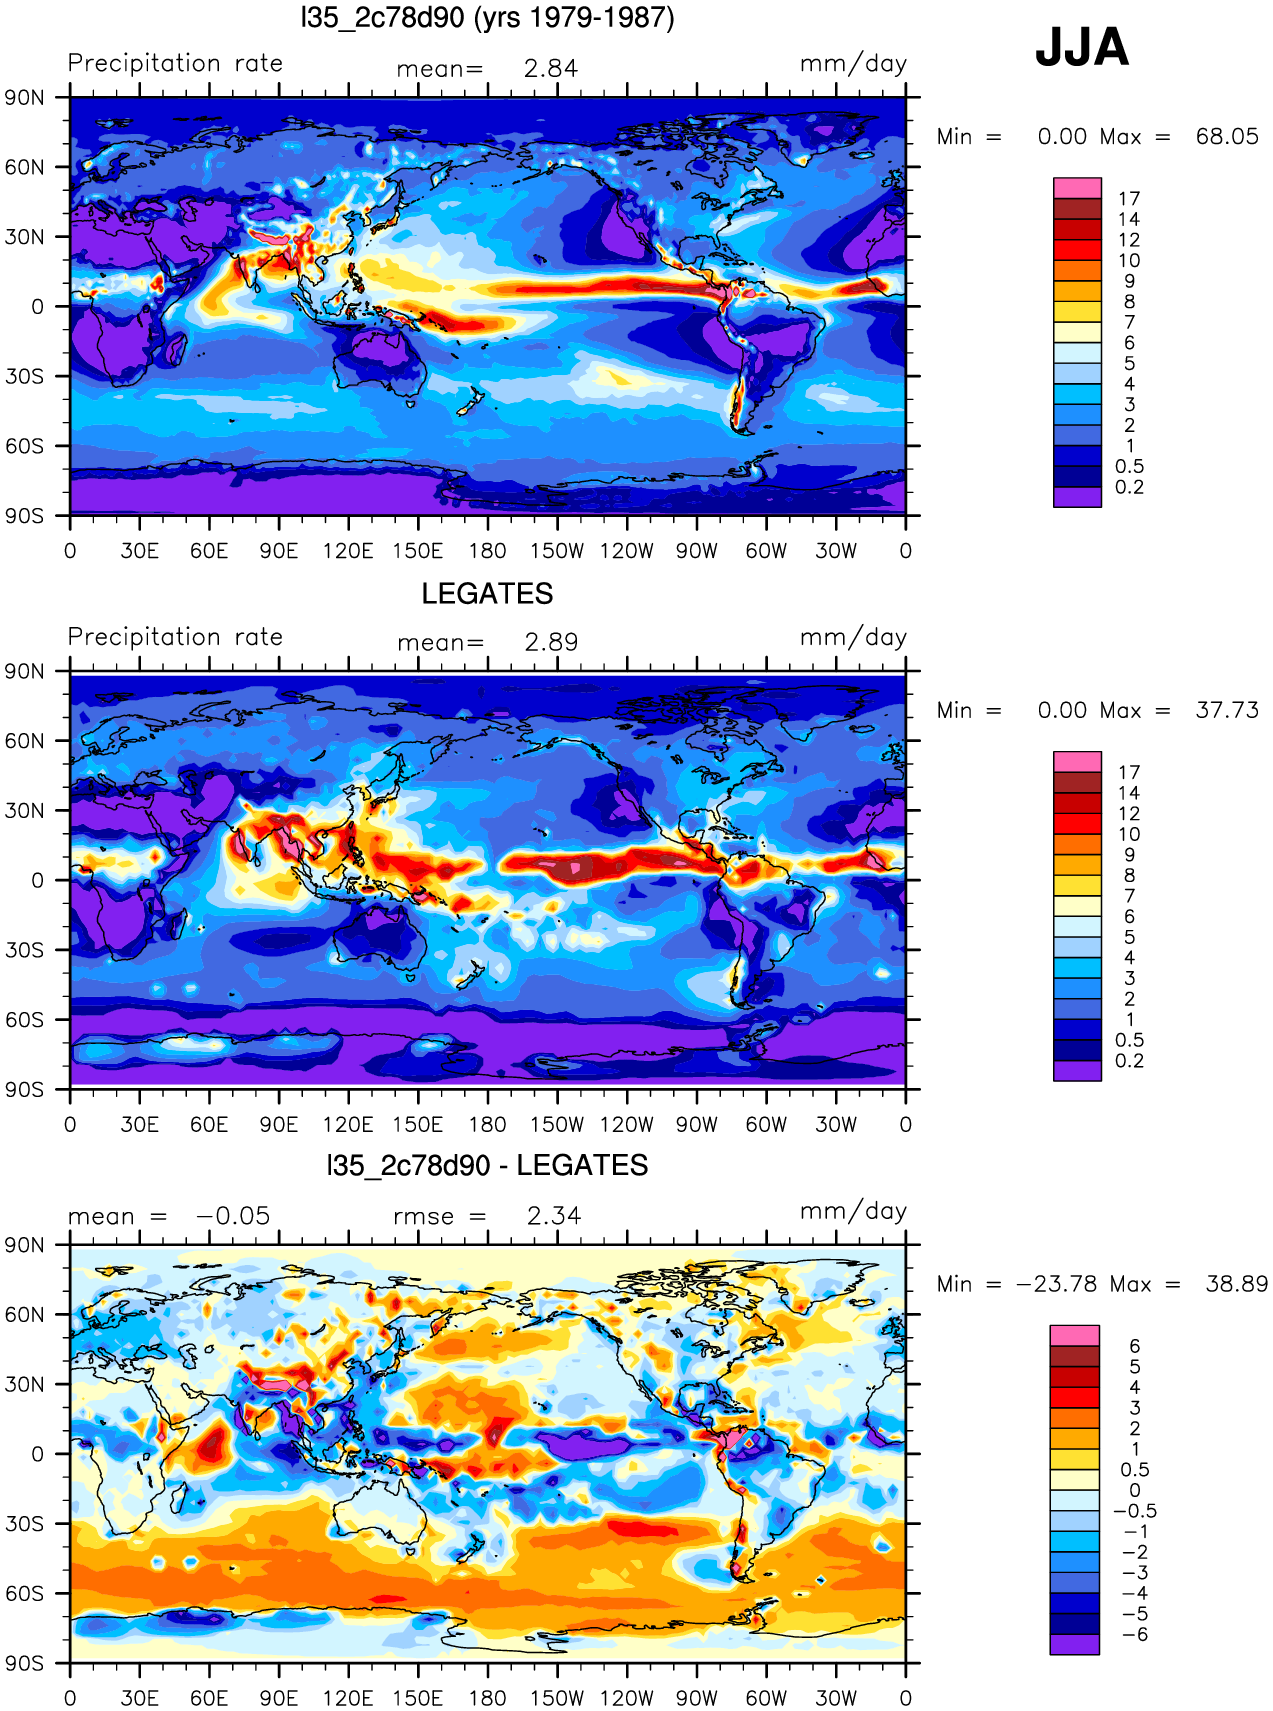 l35_2c78d90 (yrs 1979-1987)
JJA
Precipitation rate mean= 2.84 mm/day
Min = 0.00 Max = 68.05
90N
60N
30N
0
30S
60S
90S
0 30E 60E 90E 120E 150E 180 150W 120W 90W 60W 30W 0
17
14
12
10
9
8
7
6
5
4
3
2
1
0.5
0.2
LEGATES
Precipitation rate mean= 2.89 mm/day
Min = 0.00 Max = 37.73
90N
60N
30N
0
30S
60S
90S
0 30E 60E 90E 120E 150E 180 150W 120W 90W 60W 30W 0
17
14
12
10
9
8
7
6
5
4
3
2
1
0.5
0.2
l35_2c78d90 - LEGATES
mean = −0.05 rmse = 2.34 mm/day
Min = −23.78 Max = 38.89
90N
60N
30N
0
30S
60S
90S
0 30E 60E 90E 120E 150E 180 150W 120W 90W 60W 30W 0
6
5
4
3
2
1
0.5
0
−0.5
−1
−2
−3
−4
−5
−6